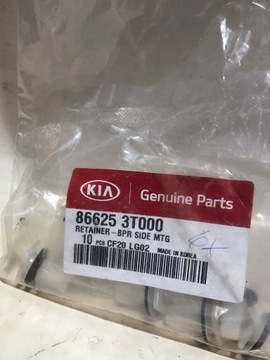 KIA
Genuine Parts
86625 3T000
RETAINER-BPR SIDE MTG
10 PCS CF20 LG02 MADE IN KOREA